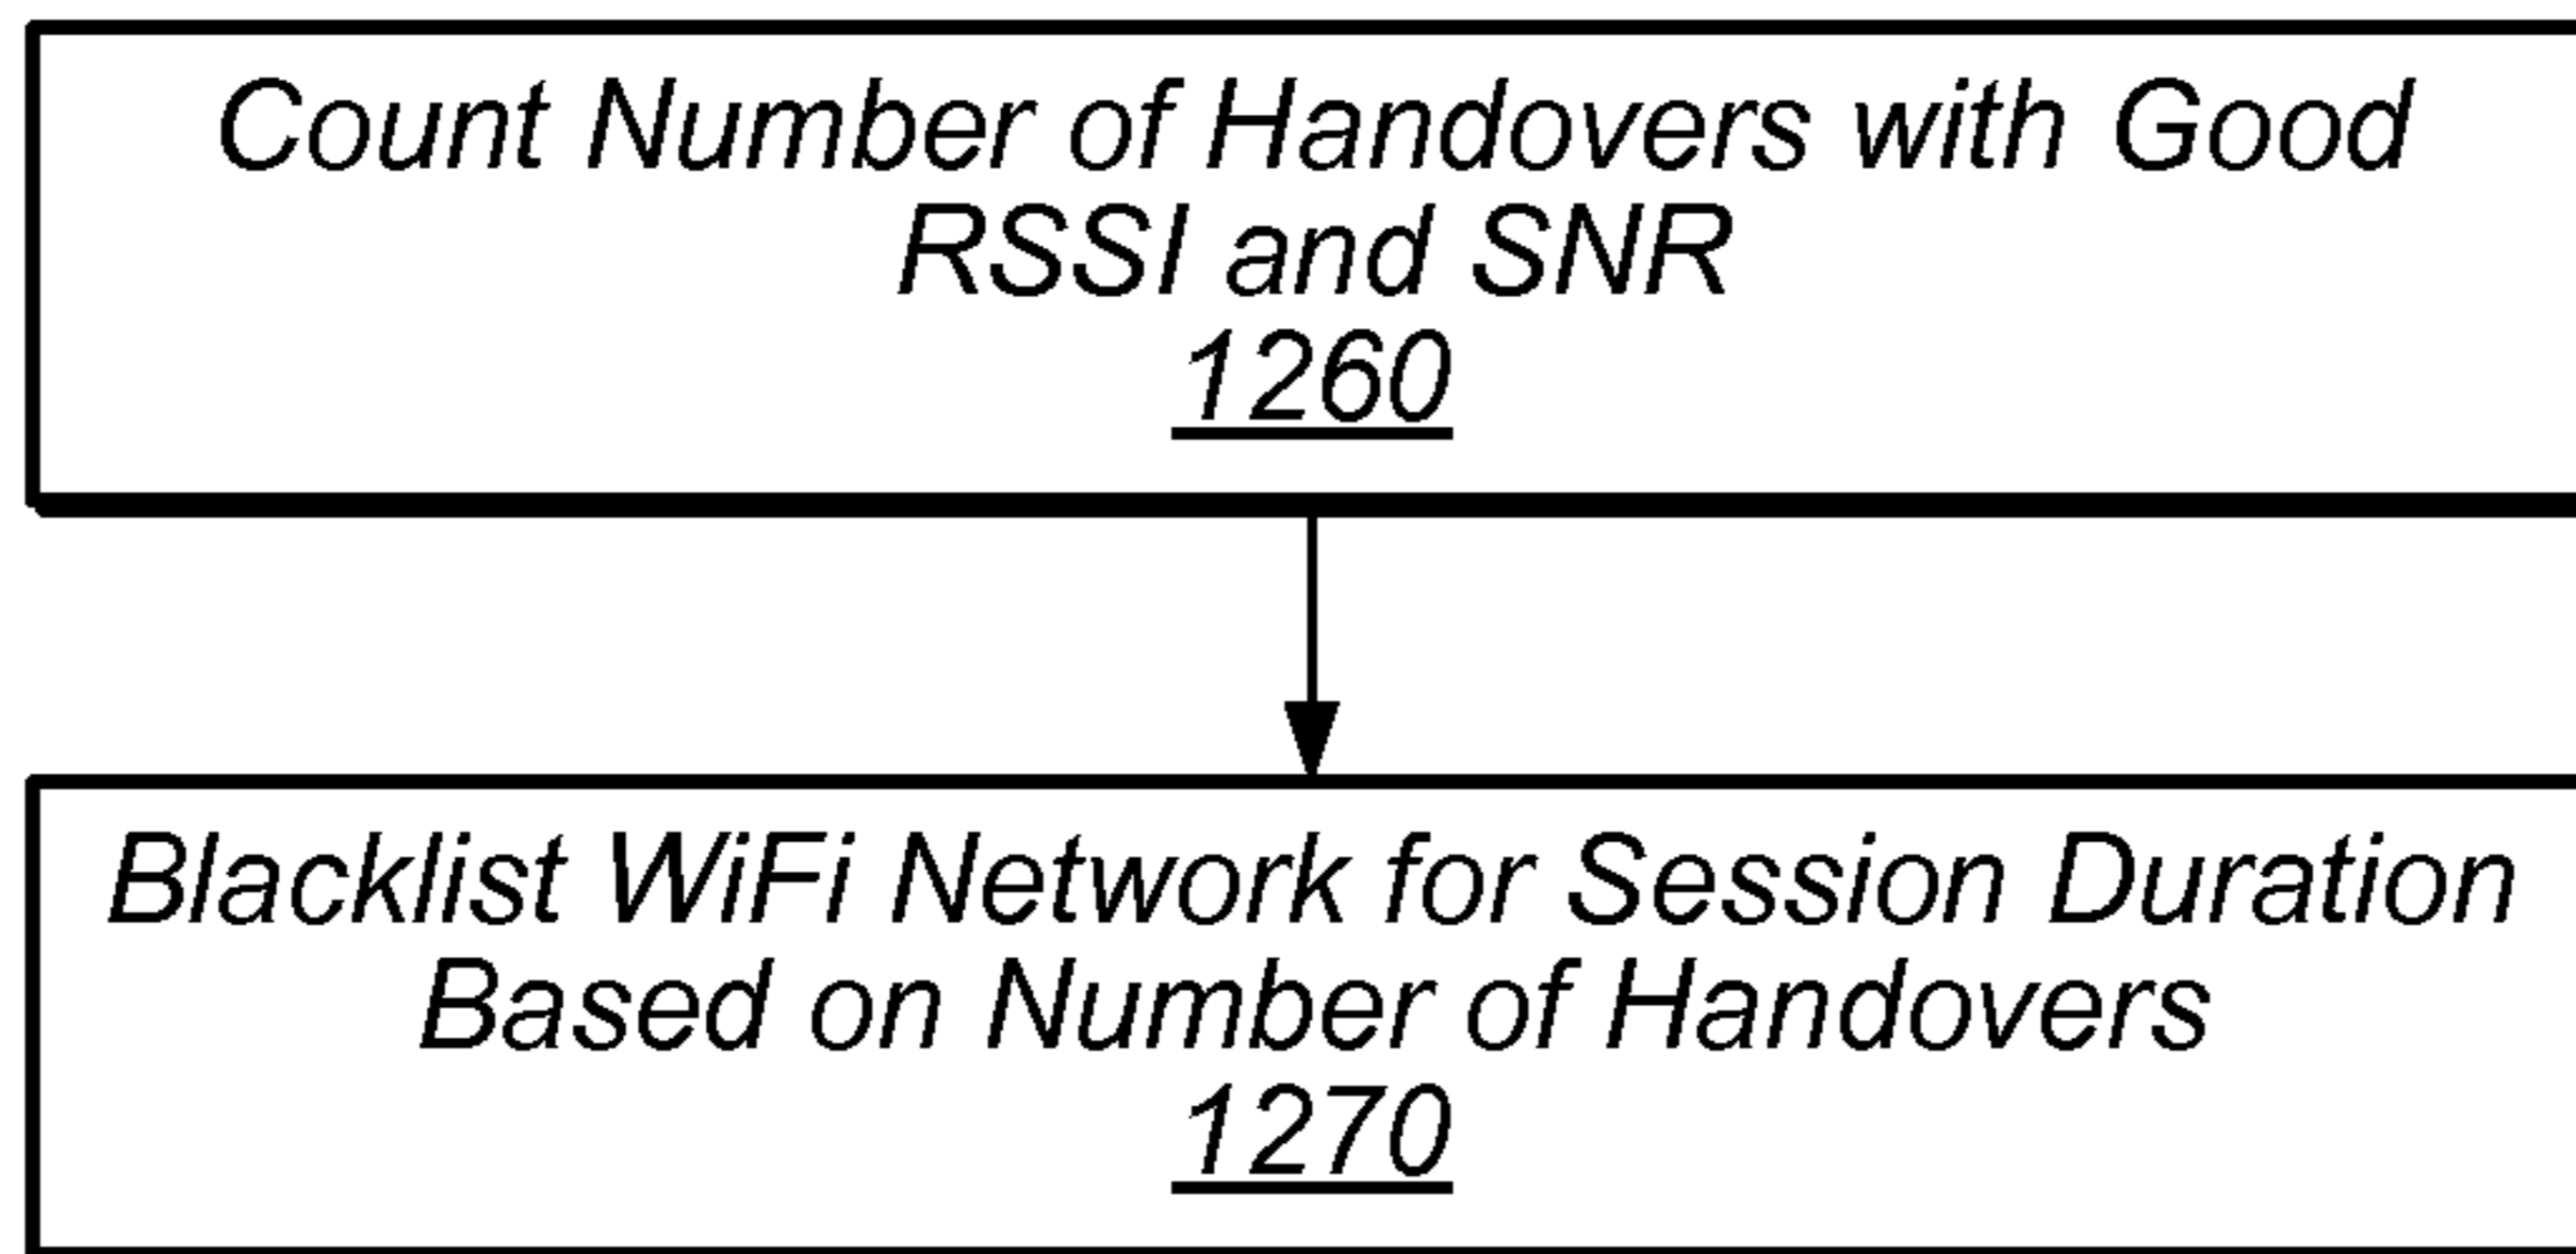 Count Number of Handovers with Good
RSSI and SNR
1260
Blacklist WiFi Network for Session Duration
Based on Number of Handovers
1270